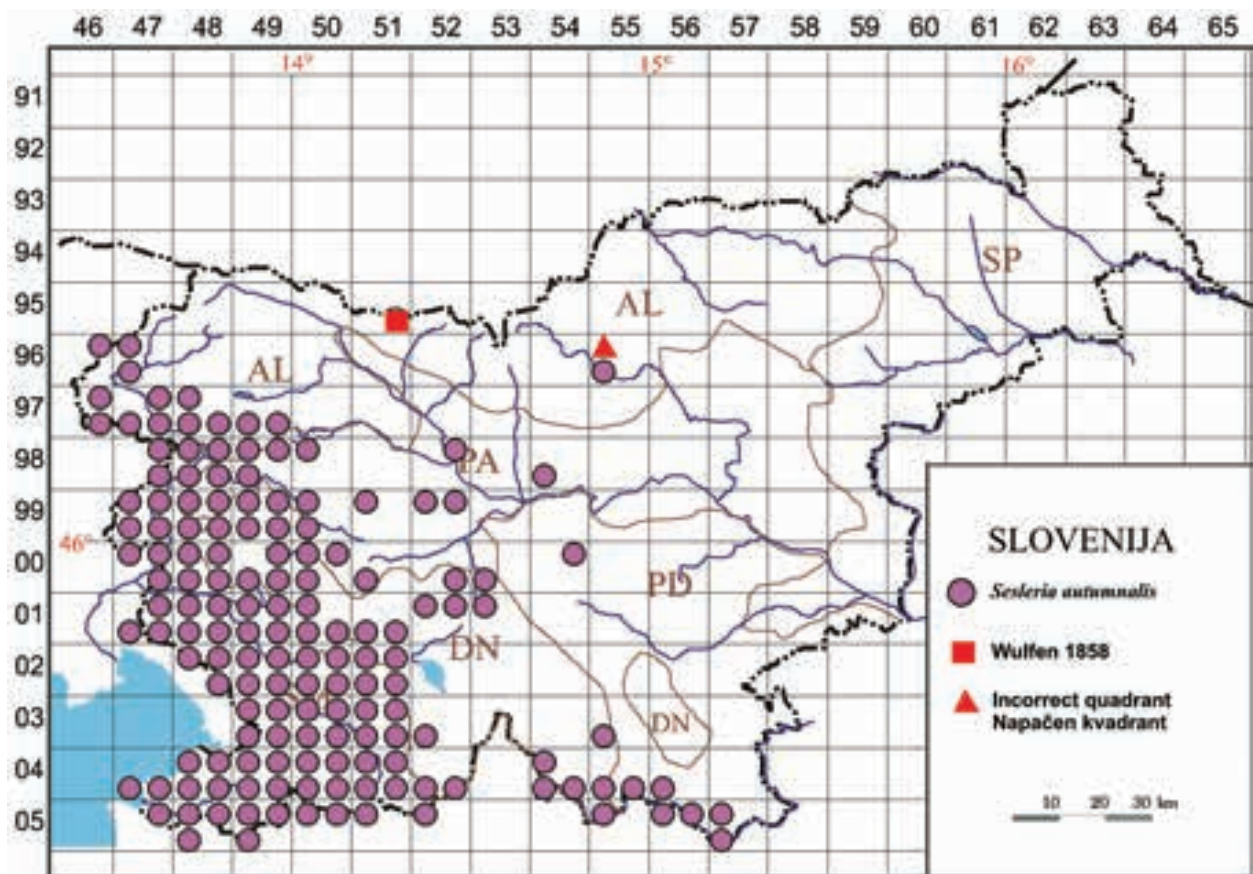 46 47 48 49 50 51 52 53 54 55 56 57 58 59 60 61 62 63 64 65
14° 15° 16°
91
92
93
94 SP
95 AL
96 AL
97
98 PA
99
46°
00 PD
01 DN
02
03 DN
04
05
SLOVENIJA
Sesleria autumnalis
Wulfen 1858
Incorrect quadrant
Napačen kvadrant
10 20 30 km